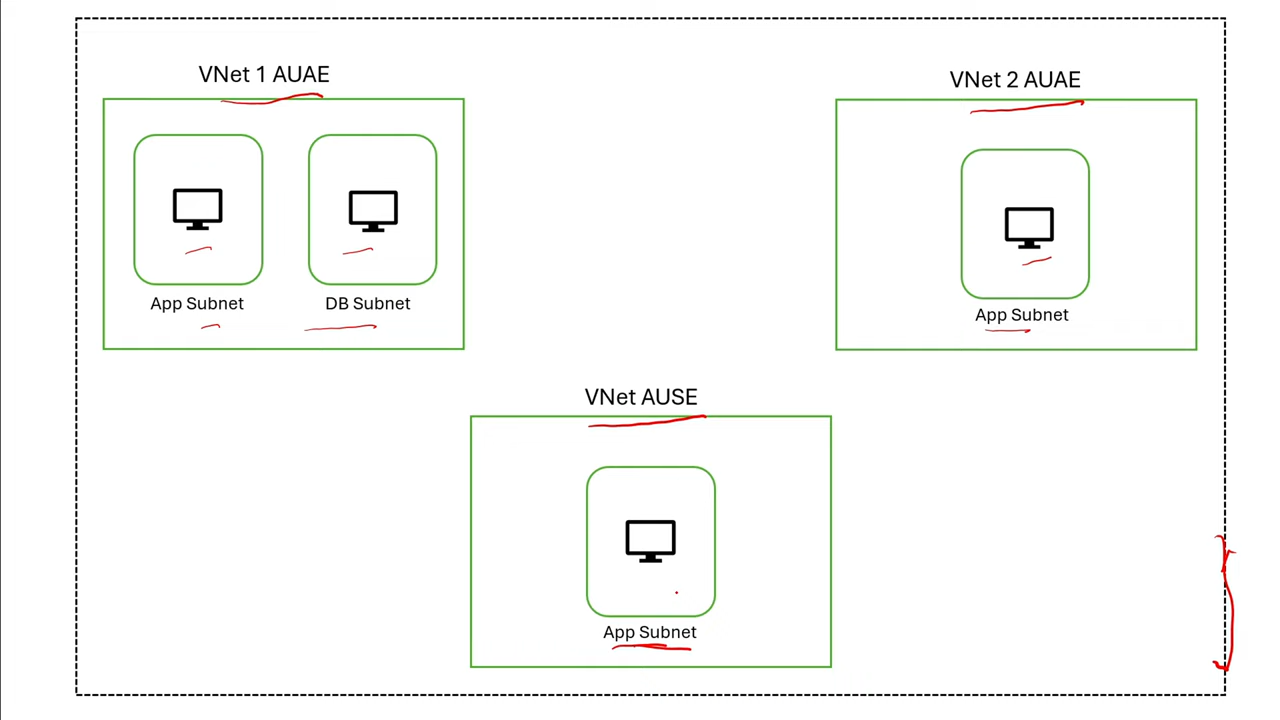 VNet 1 AUAE
VNet 2 AUAE
App Subnet
DB Subnet
App Subnet
VNet AUSE
App Subnet